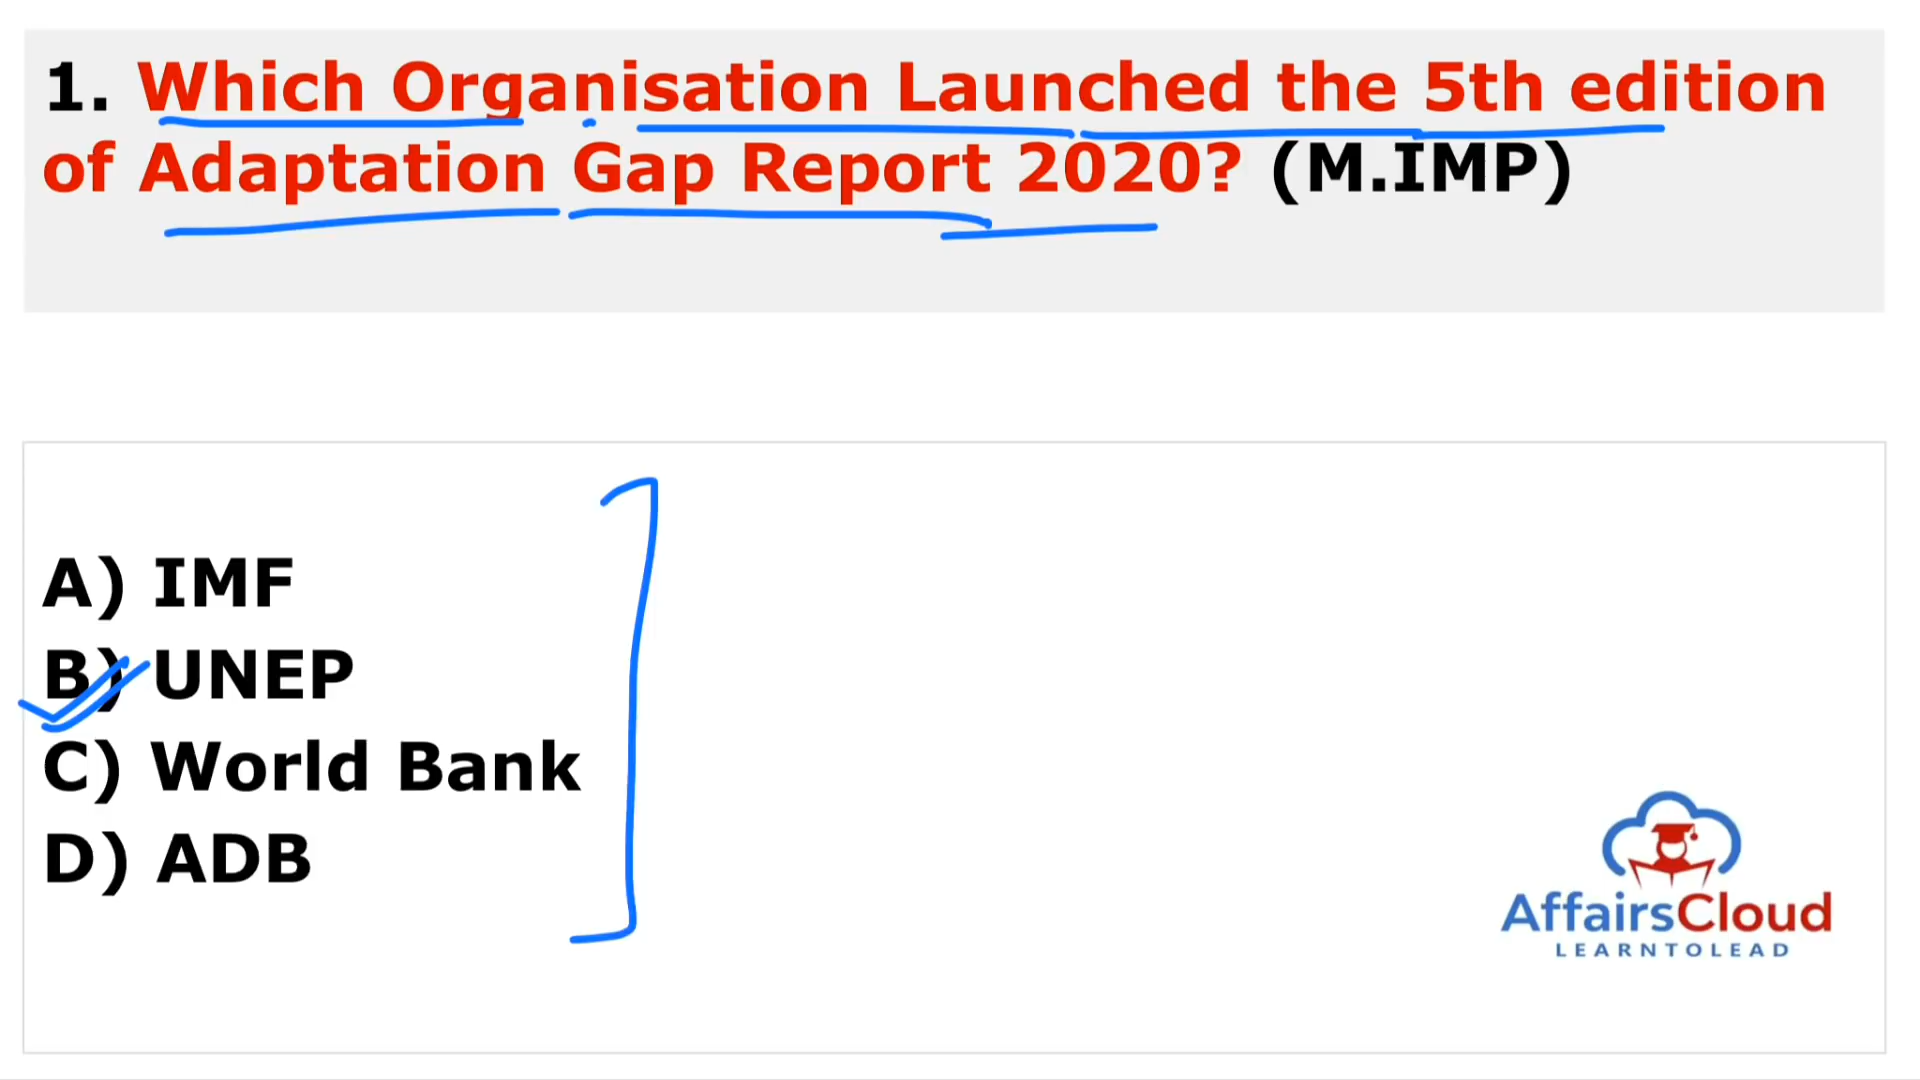 1. Which Organisation Launched the 5th edition
of Adaptation Gap Report 2020? (M.IMP)
A) IMF
B) UNEP
C) World Bank
D) ADB
AffairsCloud
LEARNTOLEAD